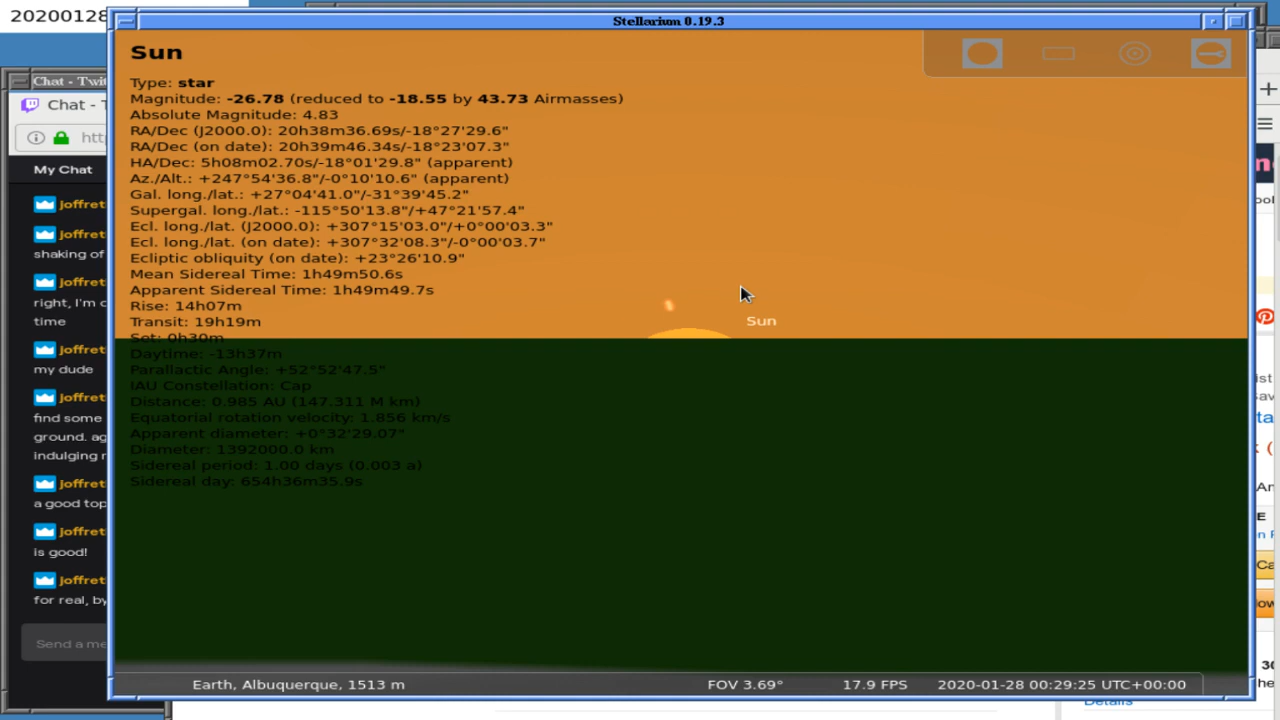 20200128
Stellarium 0.19.3
Chat - Twit
Chat - T
htt
My Chat
Joffret
Joffret
shaking of
Joffret
right, I'm c
time
Joffret
my dude
Joffret
find some
ground. ag
indulging r
Joffret
a good top
Joffret
is good!
Joffret
for real, by
Send a me
Sun
Type: star
Magnitude: -26.78 (reduced to -18.55 by 43.73 Airmasses)
Absolute Magnitude: 4.83
RA/Dec (J2000.0): 20h38m36.69s/-18°27'29.6"
RA/Dec (on date): 20h39m46.34s/-18°23'07.3"
HA/Dec: 5h08m02.70s/-18°01'29.8" (apparent)
Az./Alt.: +247°54'36.8"/-0°10'10.6" (apparent)
Gal. long./lat.: +27°04'41.0"/-31°39'45.2"
Supergal. long./lat.: -115°50'13.8"/+47°21'57.4"
Ecl. long./lat. (J2000.0): +307°15'03.0"/+0°00'03.3"
Ecl. long./lat. (on date): +307°32'08.3"/-0°00'03.7"
Ecliptic obliquity (on date): +23°26'10.9"
Mean Sidereal Time: 1h49m50.6s
Apparent Sidereal Time: 1h49m49.7s
Rise: 14h07m
Transit: 19h19m
Set: 0h30m
Daytime: -13h37m
Parallactic Angle: +52°52'47.5"
IAU Constellation: Cap
Distance: 0.985 AU (147.311 M km)
Equatorial rotation velocity: 1.856 km/s
Apparent diameter: +0°32'29.07"
Diameter: 1392000.0 km
Sidereal period: 1.00 days (0.003 a)
Sidereal day: 654h36m35.9s
Sun
Earth, Albuquerque, 1513 m
FOV 3.69°
17.9 FPS
2020-01-28 00:29:25 UTC+00:00
Details